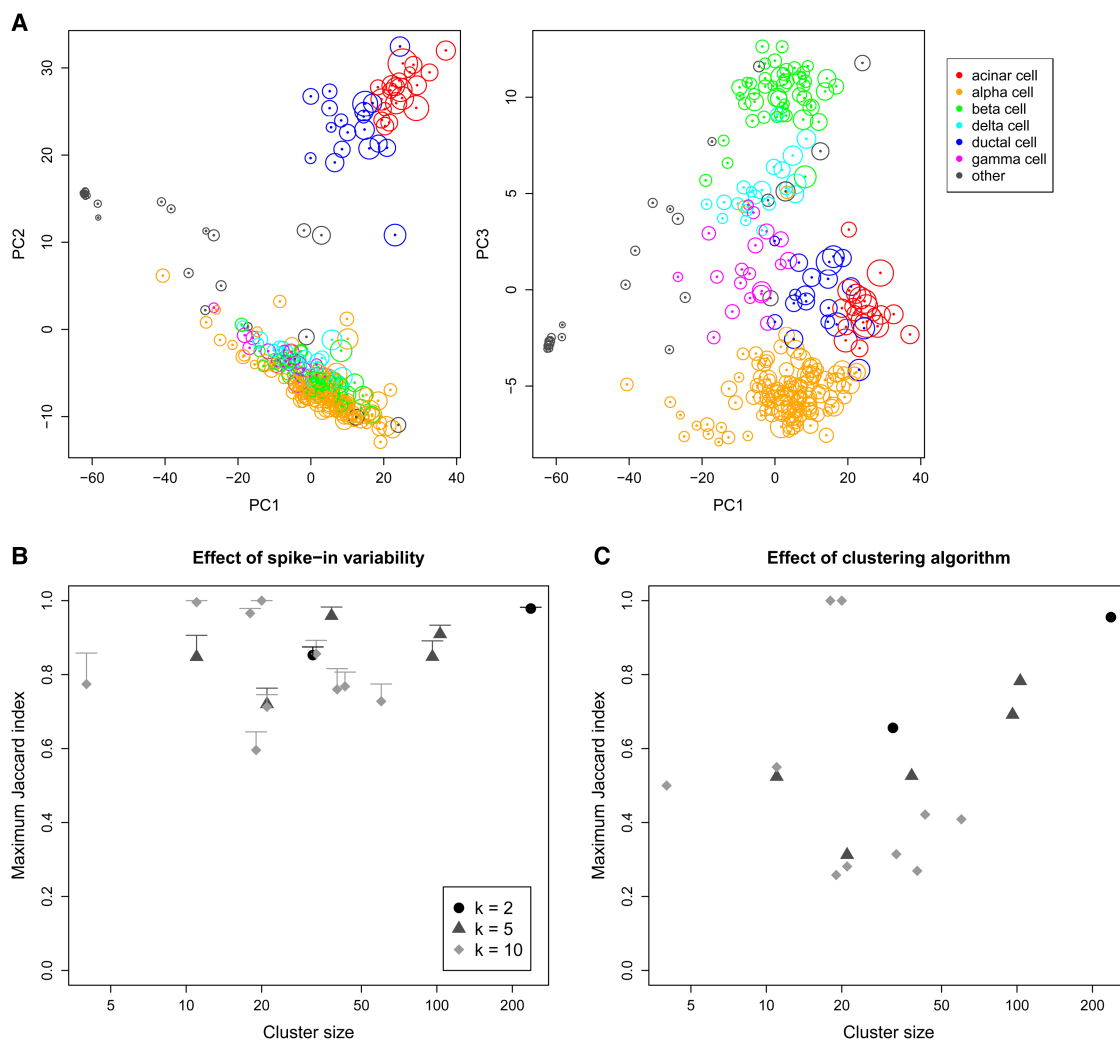 A
PC2
30
20
10
0
−10
−60
−40
−20
0
20
40
PC1
PC3
10
5
0
−5
−60
−40
−20
0
20
40
PC1
acinar cell
alpha cell
beta cell
delta cell
ductal cell
gamma cell
other
B
Effect of spike−in variability
Maximum Jaccard index
1.0
0.8
0.6
0.4
0.2
0.0
k = 2
k = 5
k = 10
5
10
20
50
100
200
Cluster size
C
Effect of clustering algorithm
Maximum Jaccard index
1.0
0.8
0.6
0.4
0.2
0.0
5
10
20
50
100
200
Cluster size